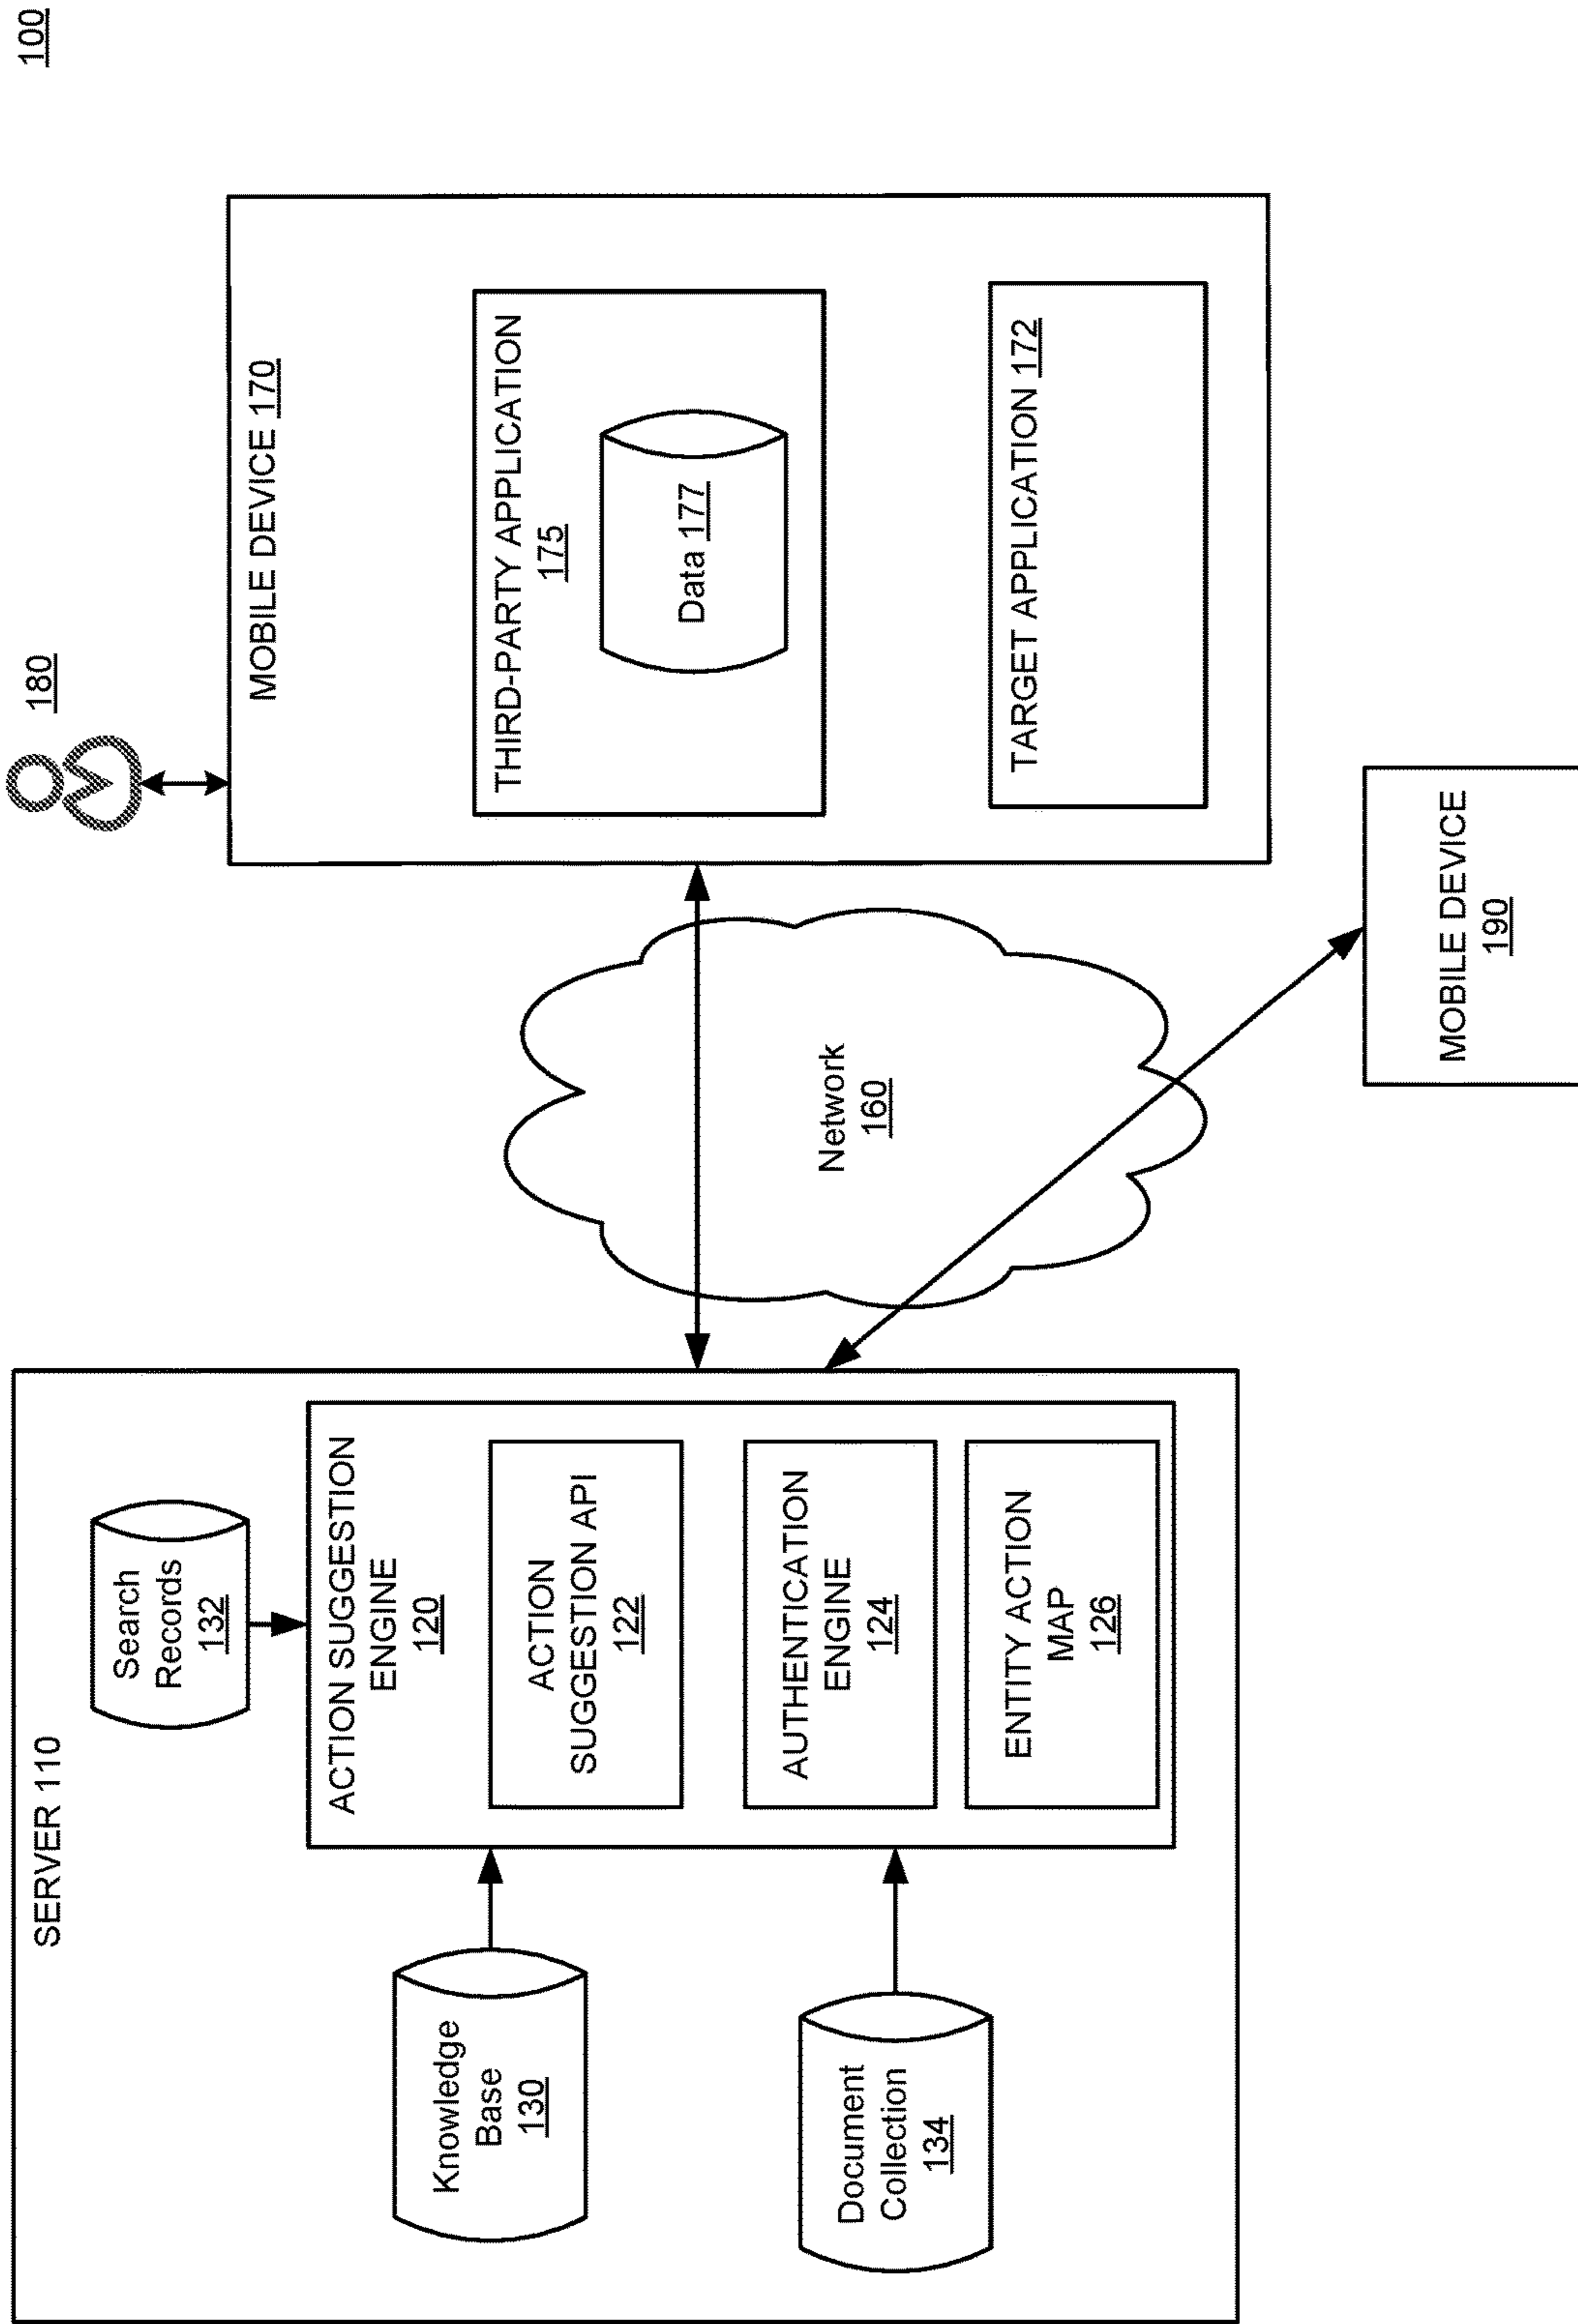 100
SERVER 110
Search
Records
132
Knowledge
Base
130
Document
Collection
134
ACTION SUGGESTION
ENGINE
120
ACTION
SUGGESTION API
122
AUTHENTICATION
ENGINE
124
ENTITY ACTION
MAP
126
Network
160
180
MOBILE DEVICE 170
THIRD-PARTY APPLICATION
175
Data 177
TARGET APPLICATION 172
MOBILE DEVICE
190